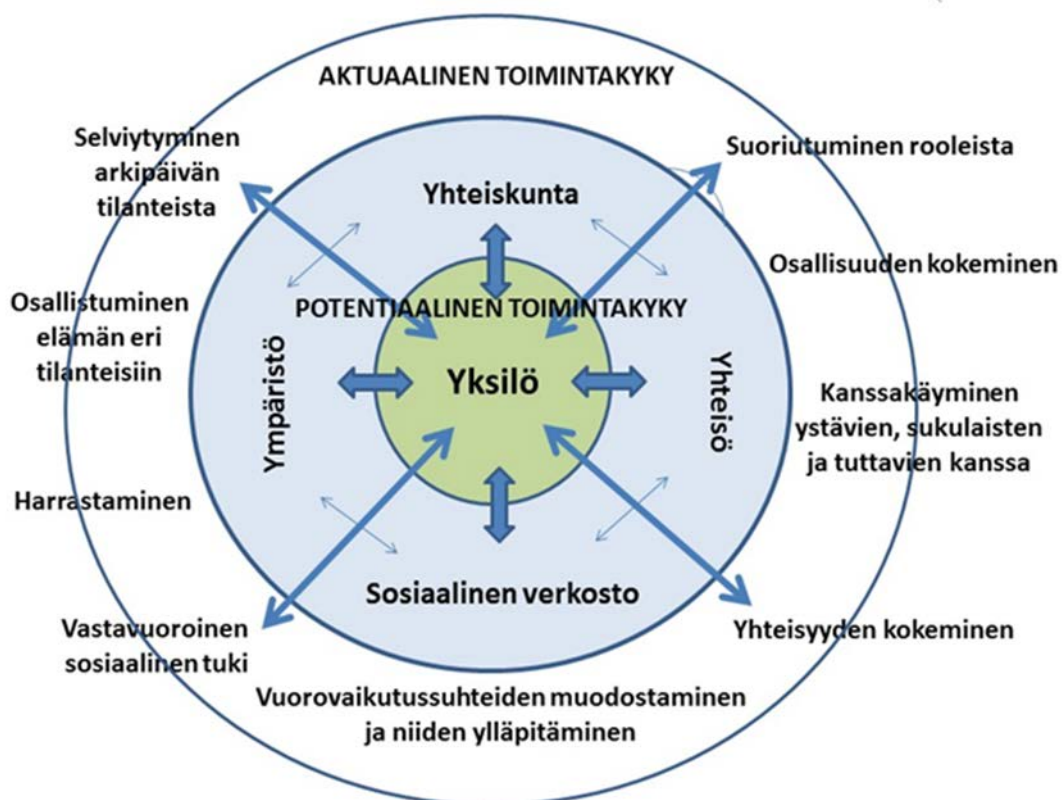 AKTUAALINEN TOIMINTAKYKY
Selviytyminen
arkipäivän
tilanteista
Suoriutuminen rooleista
Yhteiskunta
Osallisuuden kokeminen
Osallistuminen
elämän eri
tilanteisiin
POTENTIAALINEN TOIMINTAKYKY
Ympäristö
Yksilö
Yhteisö
Kanssakäyminen
ystävien, sukulaisten
ja tuttavien kanssa
Harrastaminen
Sosiaalinen verkosto
Vastavuoroinen
sosiaalinen tuki
Yhteisyyden kokeminen
Vuorovaikutussuhteiden muodostaminen
ja niiden ylläpitäminen